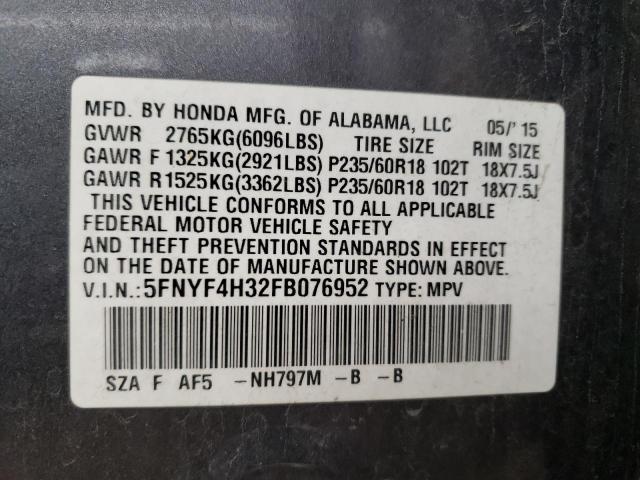 MFD. BY HONDA MFG. OF ALABAMA, LLC 05/'15
GVWR 2765KG(6096LBS) TIRE SIZE RIM SIZE
GAWR F 1325KG(2921LBS) P235/60R18 102T 18X7.5J
GAWR R1525KG(3362LBS) P235/60R18 102T 18X7.5J
THIS VEHICLE CONFORMS TO ALL APPLICABLE
FEDERAL MOTOR VEHICLE SAFETY
AND THEFT PREVENTION STANDARDS IN EFFECT
ON THE DATE OF MANUFACTURE SHOWN ABOVE.
V.I.N.:5FNYF4H32FB076952 TYPE: MPV
SZA F AF5 -NH797M -B -B